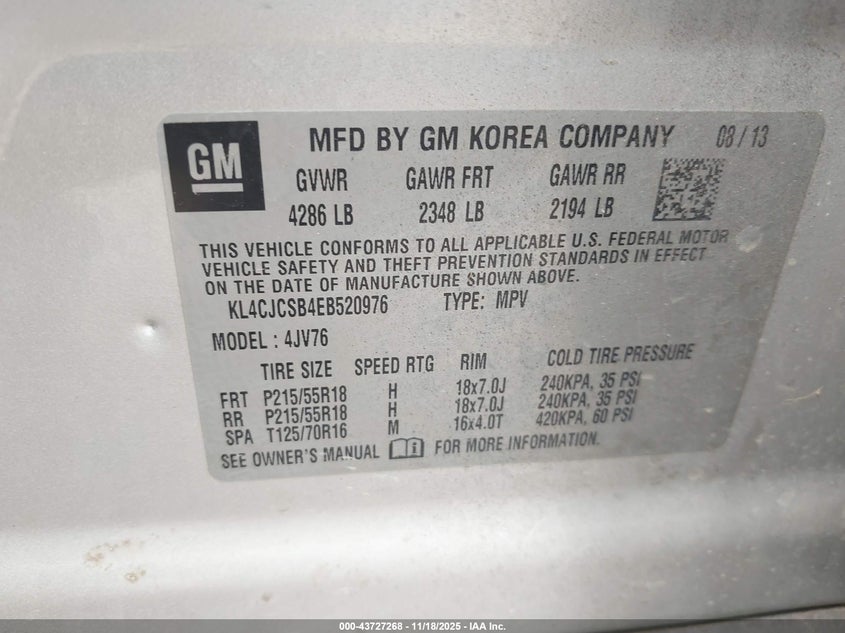 GM
MFD BY GM KOREA COMPANY 08/13
GVWR GAWR FRT GAWR RR
4286 LB 2348 LB 2194 LB
THIS VEHICLE CONFORMS TO ALL APPLICABLE U.S. FEDERAL MOTOR
VEHICLE SAFETY AND THEFT PREVENTION STANDARDS IN EFFECT
ON THE DATE OF MANUFACTURE SHOWN ABOVE.
KL4CJCSB4EB520976 TYPE: MPV
MODEL : 4JV76
TIRE SIZE SPEED RTG RIM COLD TIRE PRESSURE
FRT P215/55R18 H 18x7.0J 240KPA, 35 PSI
RR P215/55R18 H 18x7.0J 240KPA, 35 PSI
SPA T125/70R16 M 16x4.0T 420KPA, 60 PSI
SEE OWNER'S MANUAL i FOR MORE INFORMATION.
000-43727268 - 11/18/2025 - IAA Inc.